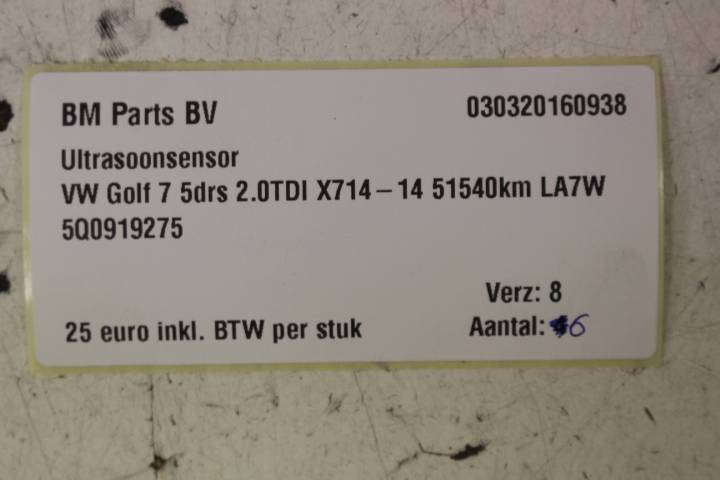 BM Parts BV 030320160938
Ultrasoonsensor
VW Golf 7 5drs 2.0TDI X714-14 51540km LA7W
5Q0919275
Verz: 8
25 euro inkl. BTW per stuk Aantal: 6